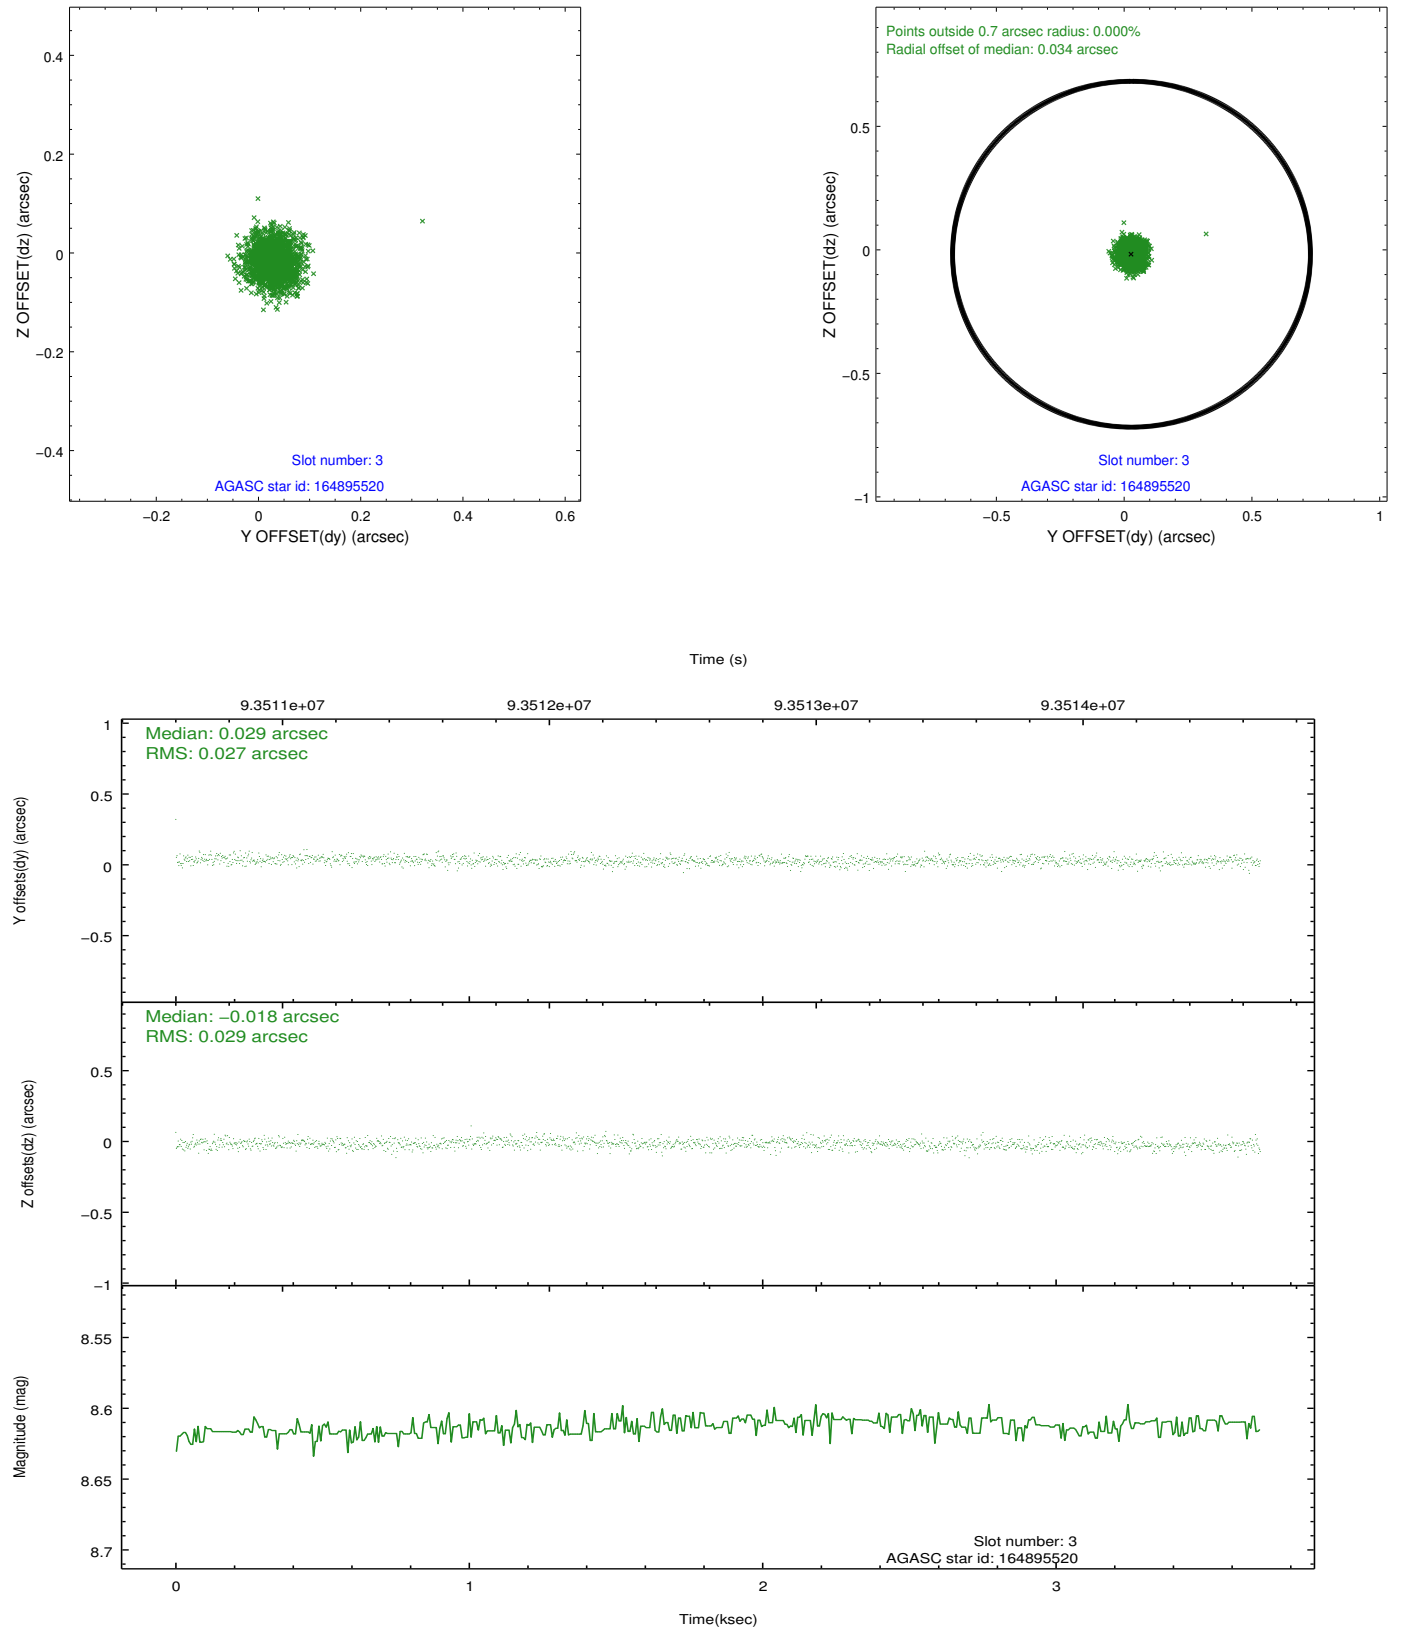 0.4
0.2
0
−0.2
−0.4
Z OFFSET(dz) (arcsec)
Slot number: 3
AGASC star id: 164895520
−0.2 0 0.2 0.4 0.6
Y OFFSET(dy) (arcsec)
Points outside 0.7 arcsec radius: 0.000%
Radial offset of median: 0.034 arcsec
0.5
0
−0.5
−1
Z OFFSET(dz) (arcsec)
Slot number: 3
AGASC star id: 164895520
−0.5 0 0.5 1
Y OFFSET(dy) (arcsec)
Time (s)
9.3511e+07 9.3512e+07 9.3513e+07 9.3514e+07
Median: 0.029 arcsec
RMS: 0.027 arcsec
1
0.5
0
−0.5
Y offsets(dy) (arcsec)
Median: −0.018 arcsec
RMS: 0.029 arcsec
0.5
0
−0.5
−1
Z offsets(dz) (arcsec)
8.55
8.6
8.65
8.7
Magnitude (mag)
Slot number: 3
AGASC star id: 164895520
0 1 2 3
Time(ksec)